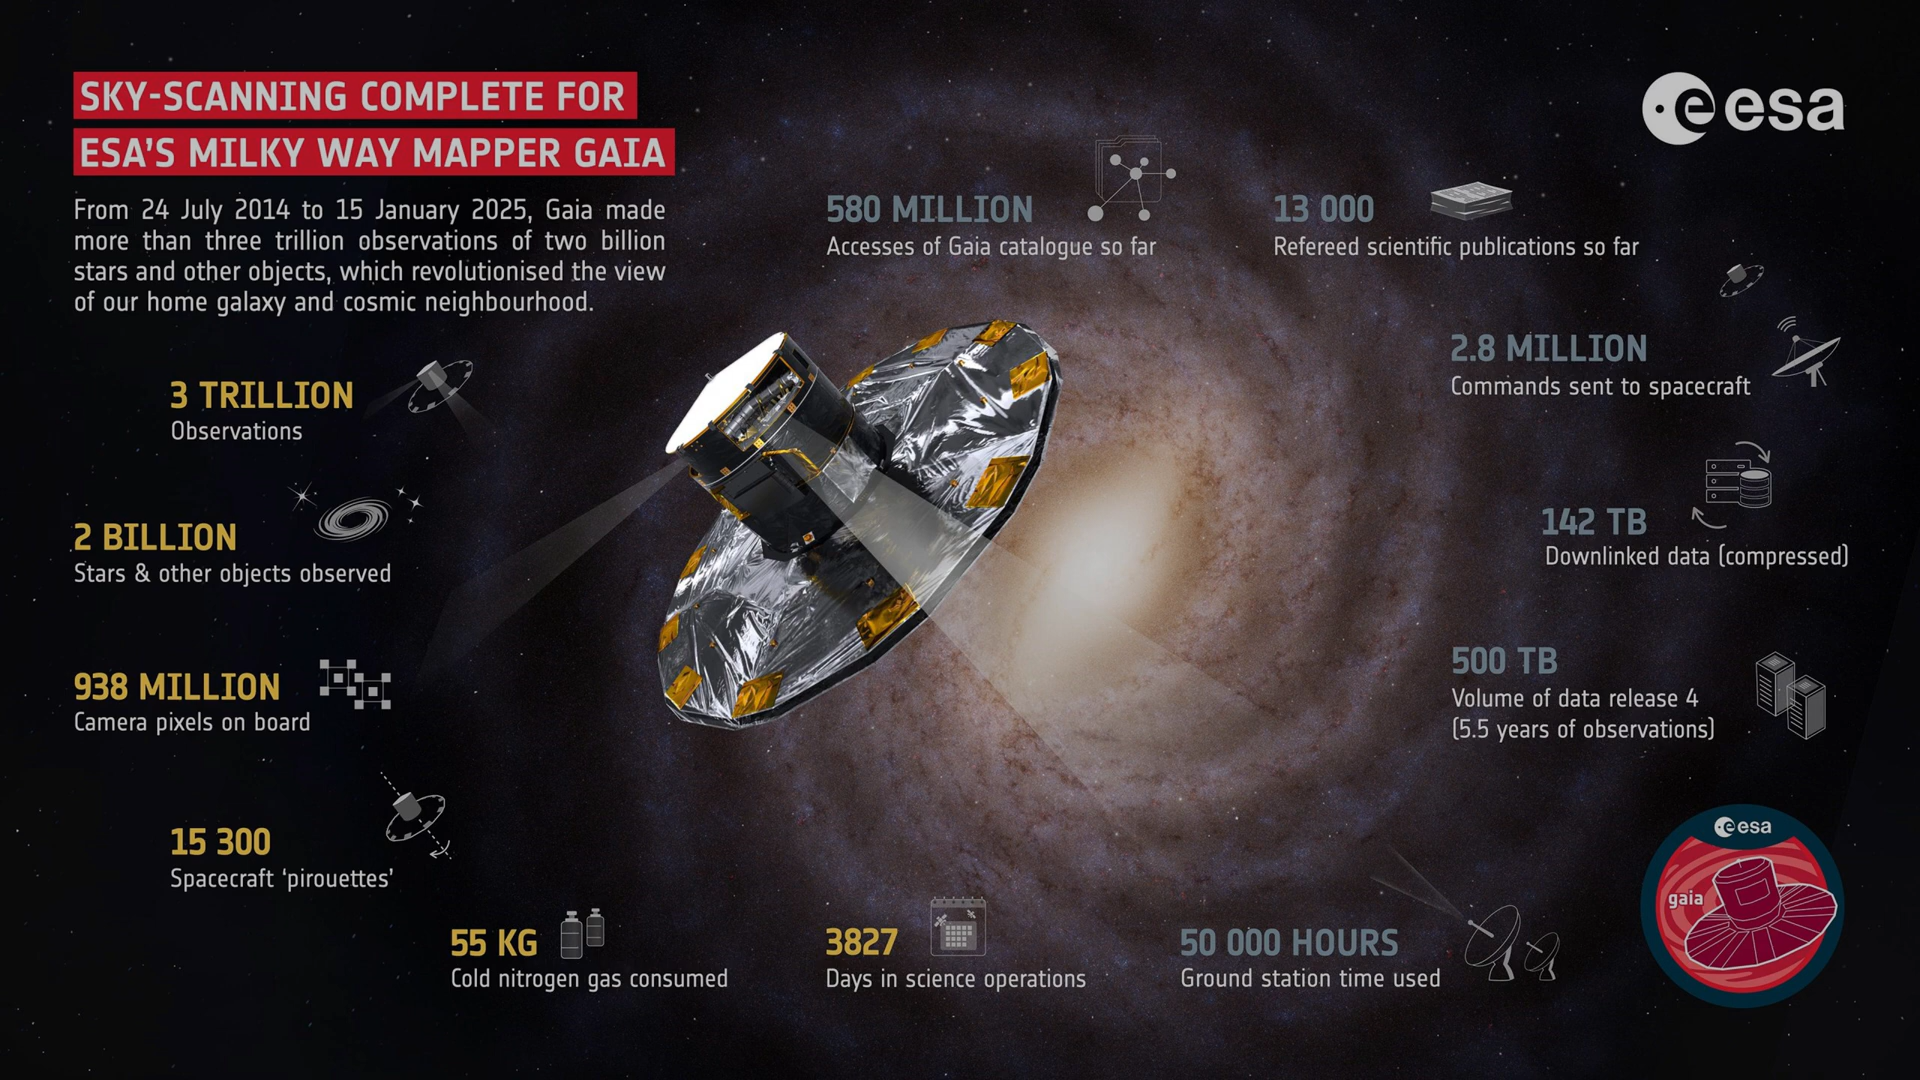 SKY-SCANNING COMPLETE FOR
ESA'S MILKY WAY MAPPER GAIA
From 24 July 2014 to 15 January 2025, Gaia made
more than three trillion observations of two billion
stars and other objects, which revolutionised the view
of our home galaxy and cosmic neighbourhood.
esa
580 MILLION
Accesses of Gaia catalogue so far
13 000
Refereed scientific publications so far
3 TRILLION
Observations
2.8 MILLION
Commands sent to spacecraft
2 BILLION
Stars & other objects observed
142 TB
Downlinked data (compressed)
938 MILLION
Camera pixels on board
500 TB
Volume of data release 4
(5.5 years of observations)
15 300
Spacecraft ‘pirouettes’
55 KG
Cold nitrogen gas consumed
3827
Days in science operations
50 000 HOURS
Ground station time used
esa
gaia